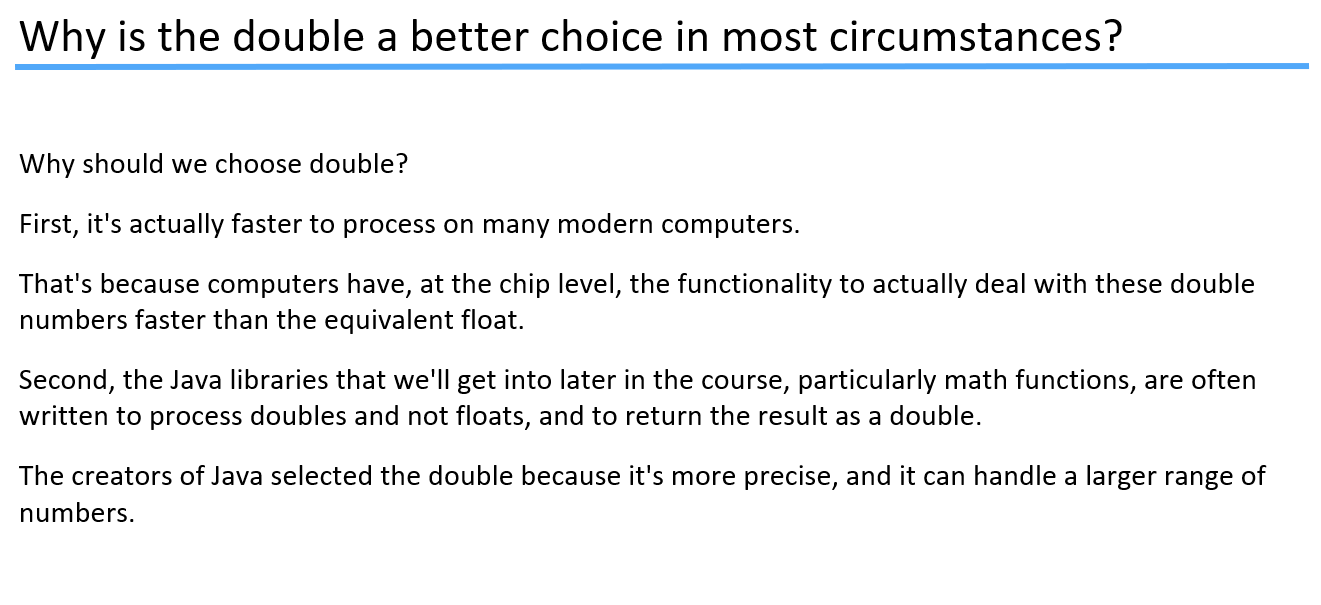 Why is the double a better choice in most circumstances?
Why should we choose double?
First, it's actually faster to process on many modern computers.
That's because computers have, at the chip level, the functionality to actually deal with these double
numbers faster than the equivalent float.
Second, the Java libraries that we'll get into later in the course, particularly math functions, are often
written to process doubles and not floats, and to return the result as a double.
The creators of Java selected the double because it's more precise, and it can handle a larger range of
numbers.